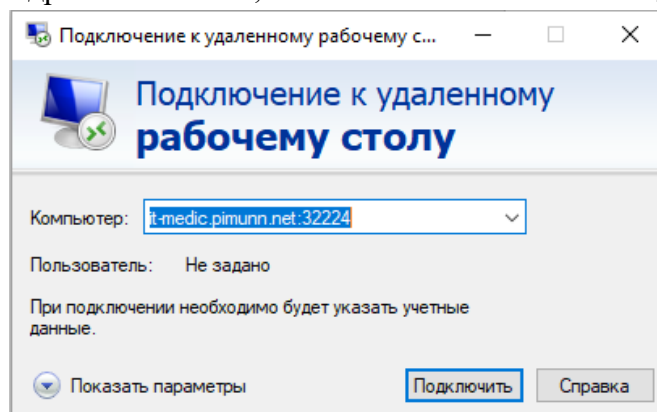 Подключение к удаленному рабочему с...
Подключение к удаленному
рабочему столу
Компьютер: it-medic.pimunn.net:32224
Пользователь: Не задано
При подключении необходимо будет указать учетные
данные.
Показать параметры Подключить Справка